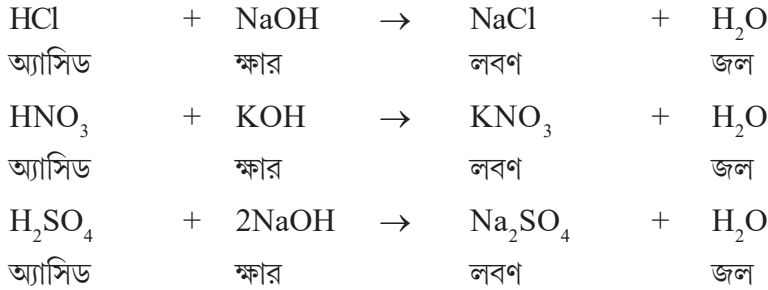 HCl + NaOH → NaCl + H₂O
অ্যাসিড ক্ষার লবণ জল
HNO₃ + KOH → KNO₃ + H₂O
অ্যাসিড ক্ষার লবণ জল
H₂SO₄ + 2NaOH → Na₂SO₄ + H₂O
অ্যাসিড ক্ষার লবণ জল